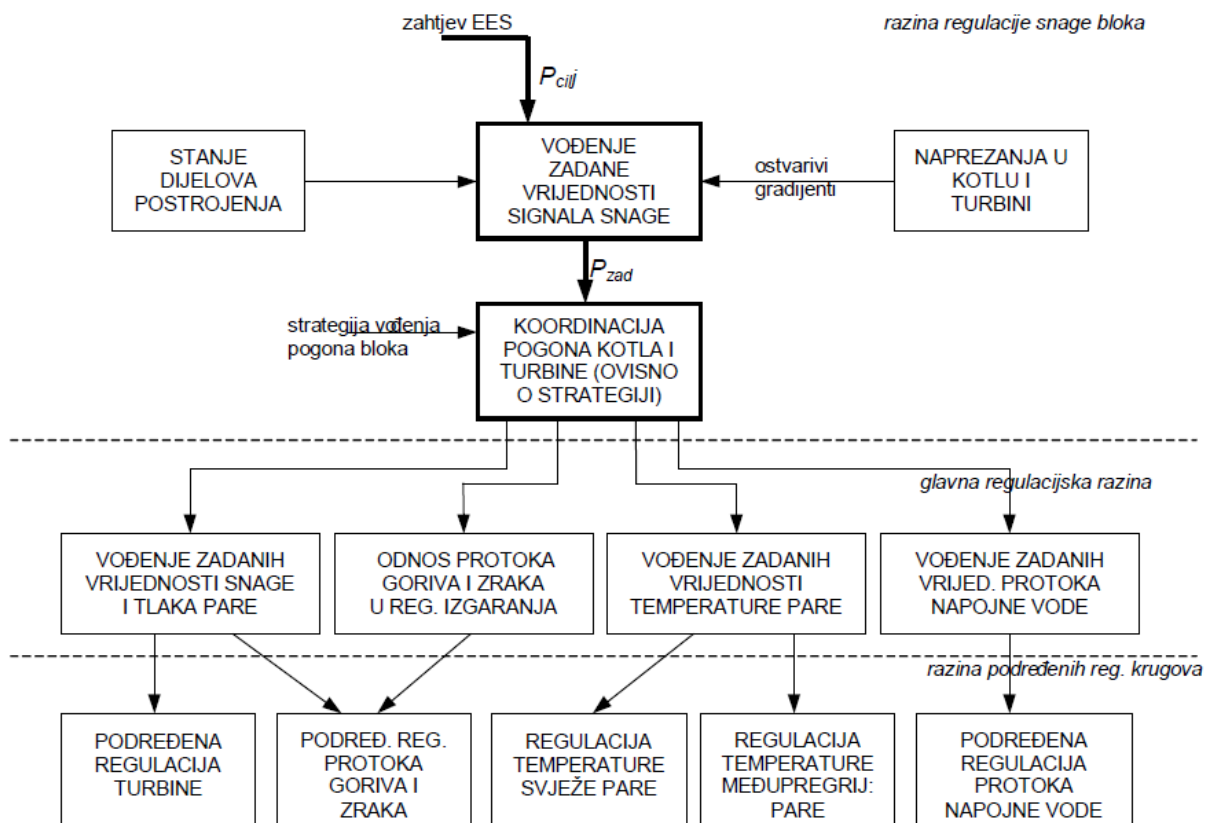 zahtjev EES
razina regulacije snage bloka
P cilj
STANJE
DIJELOVA
POSTROJENJA
VOĐENJE
ZADANE
VRIJEDNOSTI
SIGNALA SNAGE
ostvarivi
gradijenti
NAPREZANJA U
KOTLU I
TURBINI
P zad
strategija vođenja
pogona bloka
KOORDINACIJA
POGONA KOTLA I
TURBINE (OVISNO
O STRATEGIJI)
glavna regulacijska razina
VOĐENJE ZADANIH
VRIJEDNOSTI SNAGE
I TLAKA PARE
ODNOS PROTOKA
GORIVA I ZRAKA
U REG. IZGARANJA
VOĐENJE ZADANIH
VRIJEDNOSTI
TEMPERATURE PARE
VOĐENJE ZADANIH
VRIJED. PROTOKA
NAPOJNE VODE
razina podređenih reg. krugova
PODREĐENA
REGULACIJA
TURBINE
PODREĐ. REG.
PROTOKA
GORIVA I
ZRAKA
REGULACIJA
TEMPERATURE
SVJEŽE PARE
REGULACIJA
TEMPERATURE
MEĐUPREGRIJ:
PARE
PODREĐENA
REGULACIJA
PROTOKA
NAPOJNE VODE